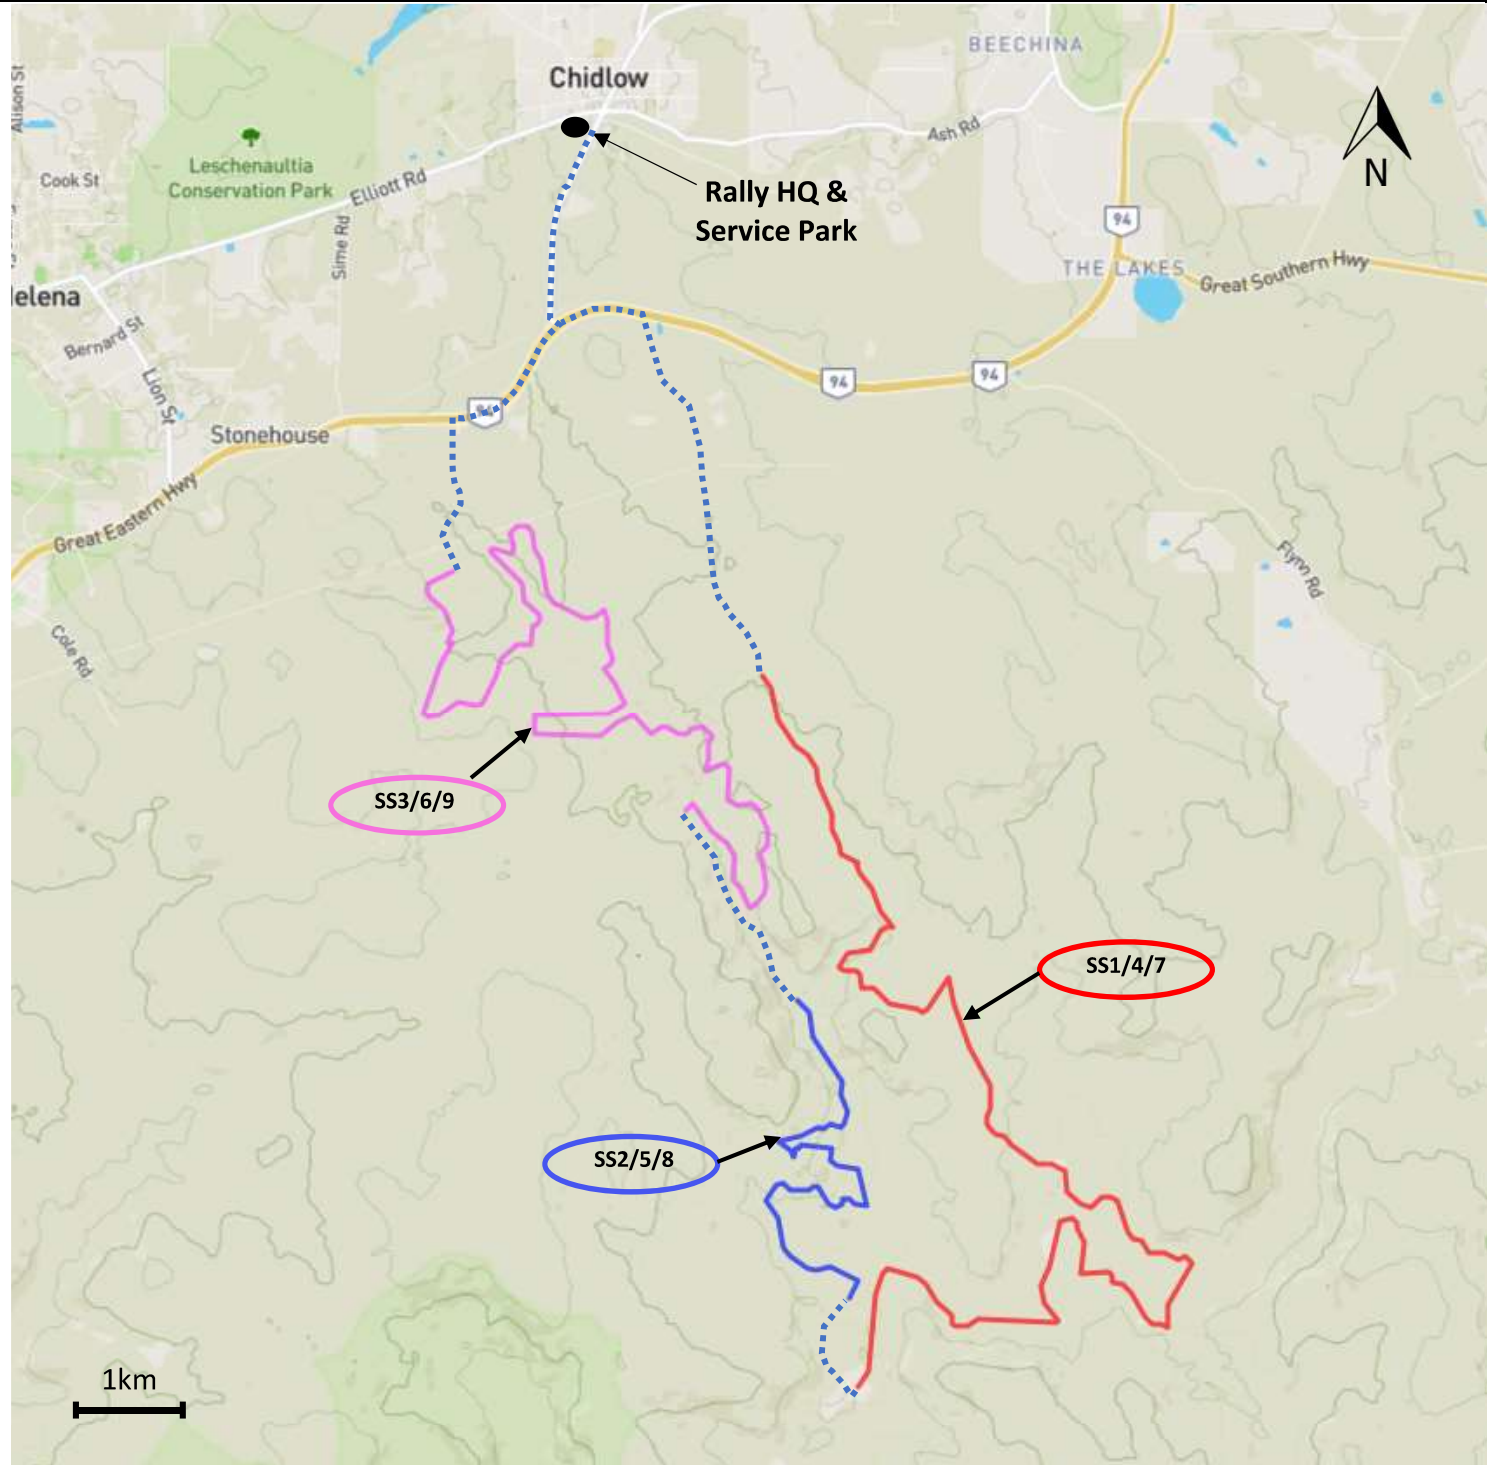 BEECHINA
Chidlow
Alison St
Ash Rd
Leschenaultia
Conservation Park
Cook St
Elliott Rd
N
Rally HQ &
Service Park
Sime Rd
94
THE LAKES
Great Southern Hwy
elena
Bernard St
Lion St
94
94
94
Stonehouse
Great Eastern Hwy
Flynn Rd
Cole Rd
SS3/6/9
SS1/4/7
SS2/5/8
1km